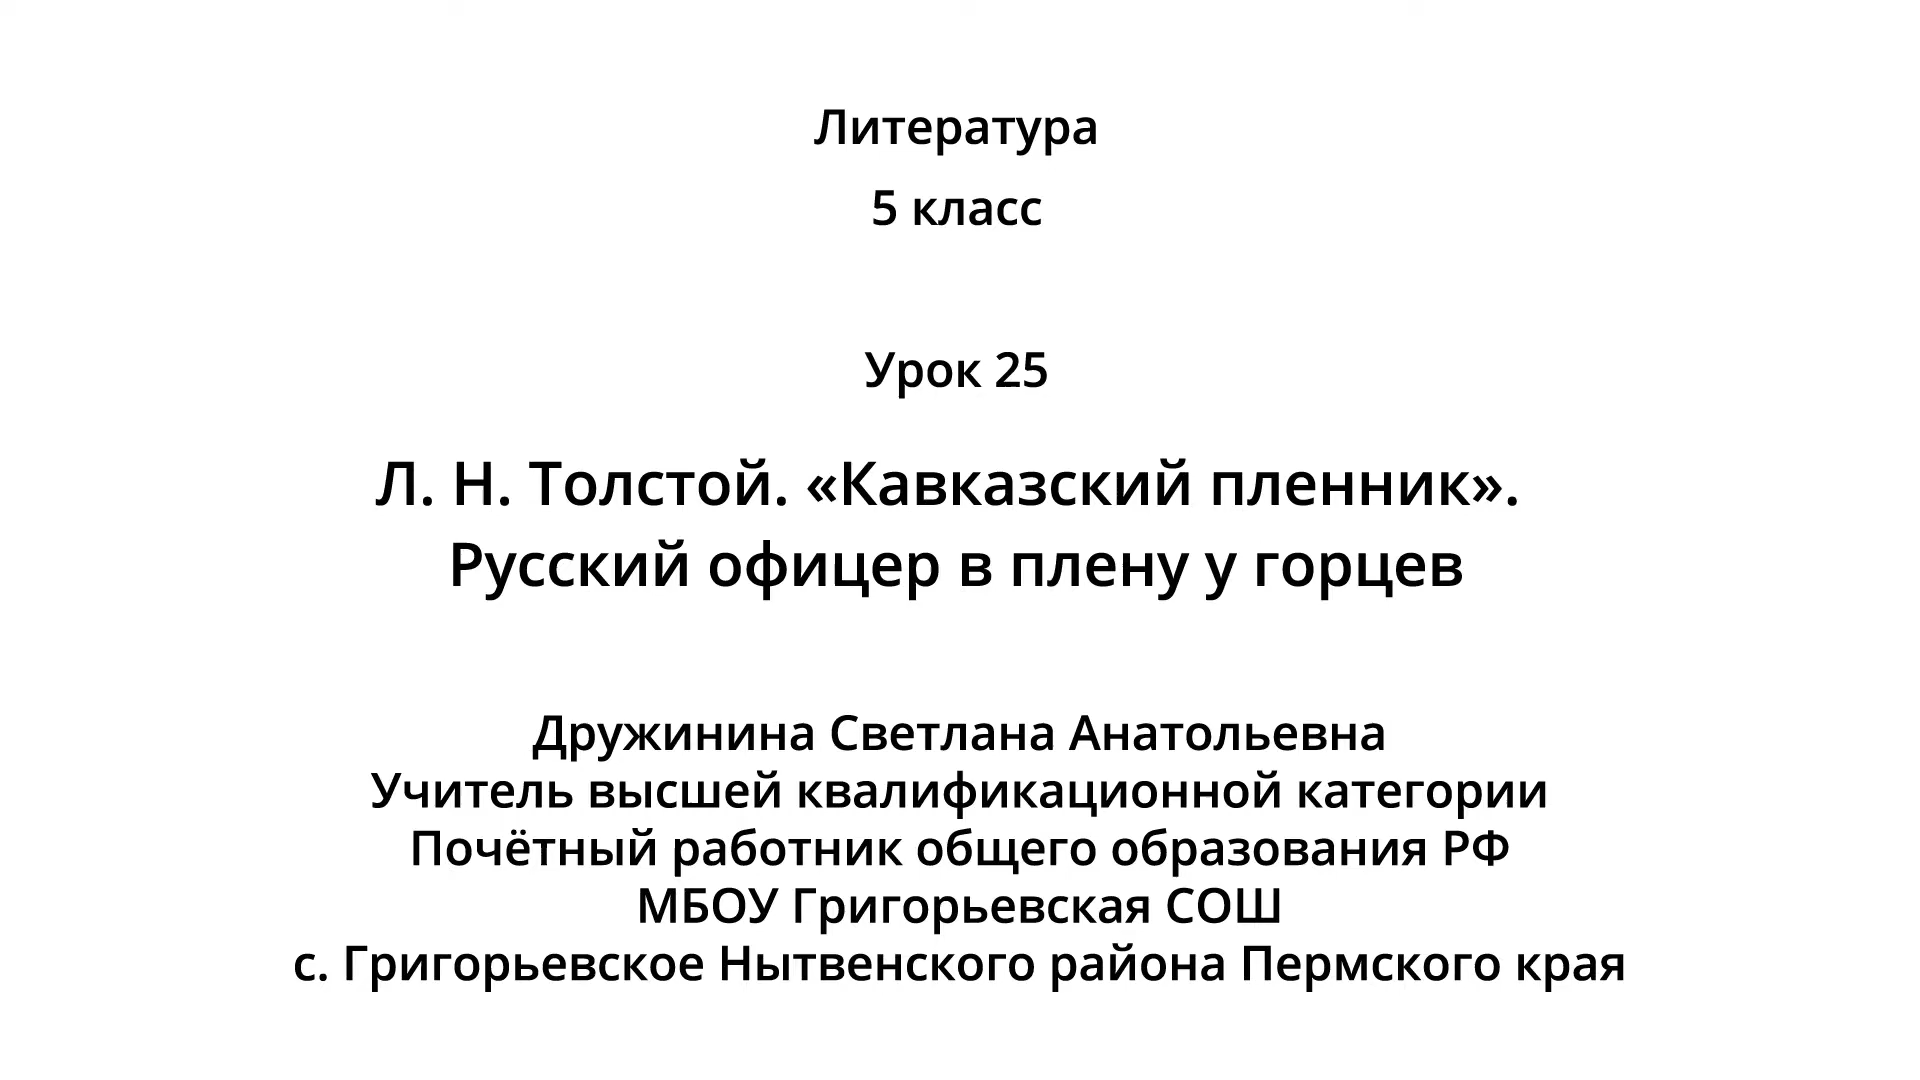 Литература
5 класс
Урок 25
Л. Н. Толстой. «Кавказский пленник».
Русский офицер в плену у горцев
Дружинина Светлана Анатольевна
Учитель высшей квалификационной категории
Почётный работник общего образования РФ
МБОУ Григорьевская СОШ
с. Григорьевское Нытвенского района Пермского края